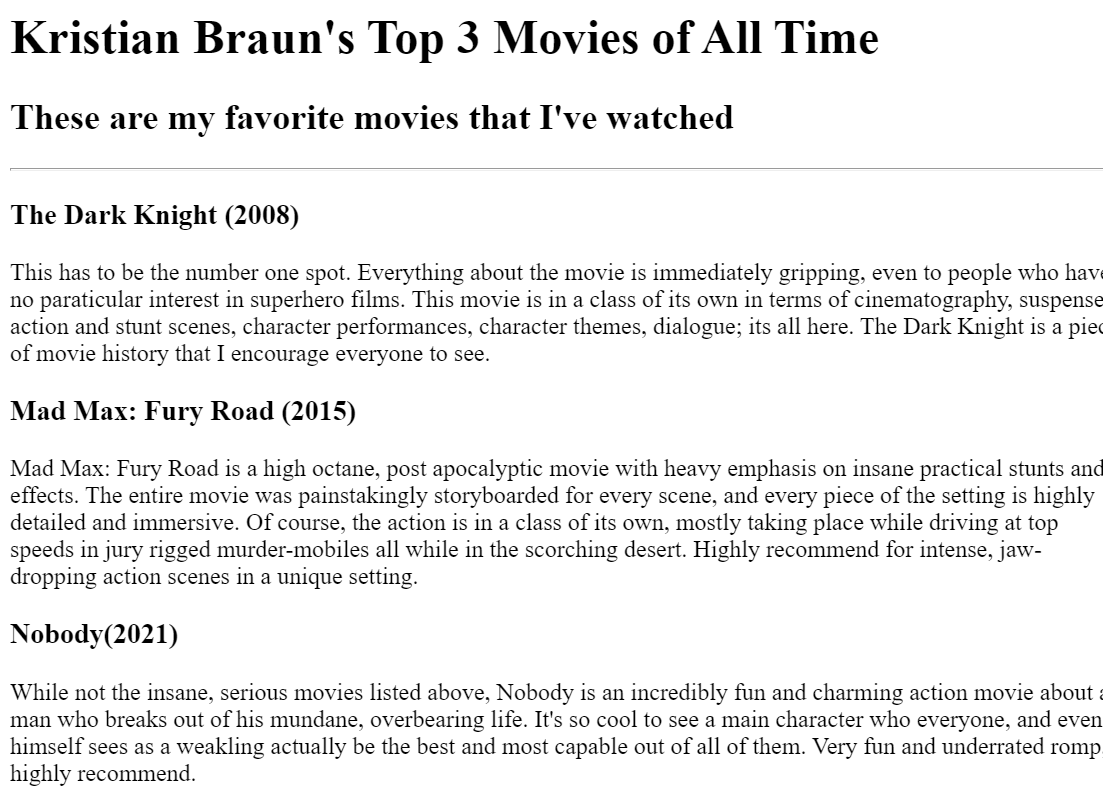 Kristian Braun's Top 3 Movies of All Time
These are my favorite movies that I've watched
The Dark Knight (2008)
This has to be the number one spot. Everything about the movie is immediately gripping, even to people who have
no paraticular interest in superhero films. This movie is in a class of its own in terms of cinematography, suspense
action and stunt scenes, character performances, character themes, dialogue; its all here. The Dark Knight is a piec
of movie history that I encourage everyone to see.
Mad Max: Fury Road (2015)
Mad Max: Fury Road is a high octane, post apocalyptic movie with heavy emphasis on insane practical stunts and
effects. The entire movie was painstakingly storyboarded for every scene, and every piece of the setting is highly
detailed and immersive. Of course, the action is in a class of its own, mostly taking place while driving at top
speeds in jury rigged murder-mobiles all while in the scorching desert. Highly recommend for intense, jaw-
dropping action scenes in a unique setting.
Nobody(2021)
While not the insane, serious movies listed above, Nobody is an incredibly fun and charming action movie about a
man who breaks out of his mundane, overbearing life. It's so cool to see a main character who everyone, and even
himself sees as a weakling actually be the best and most capable out of all of them. Very fun and underrated romp
highly recommend.